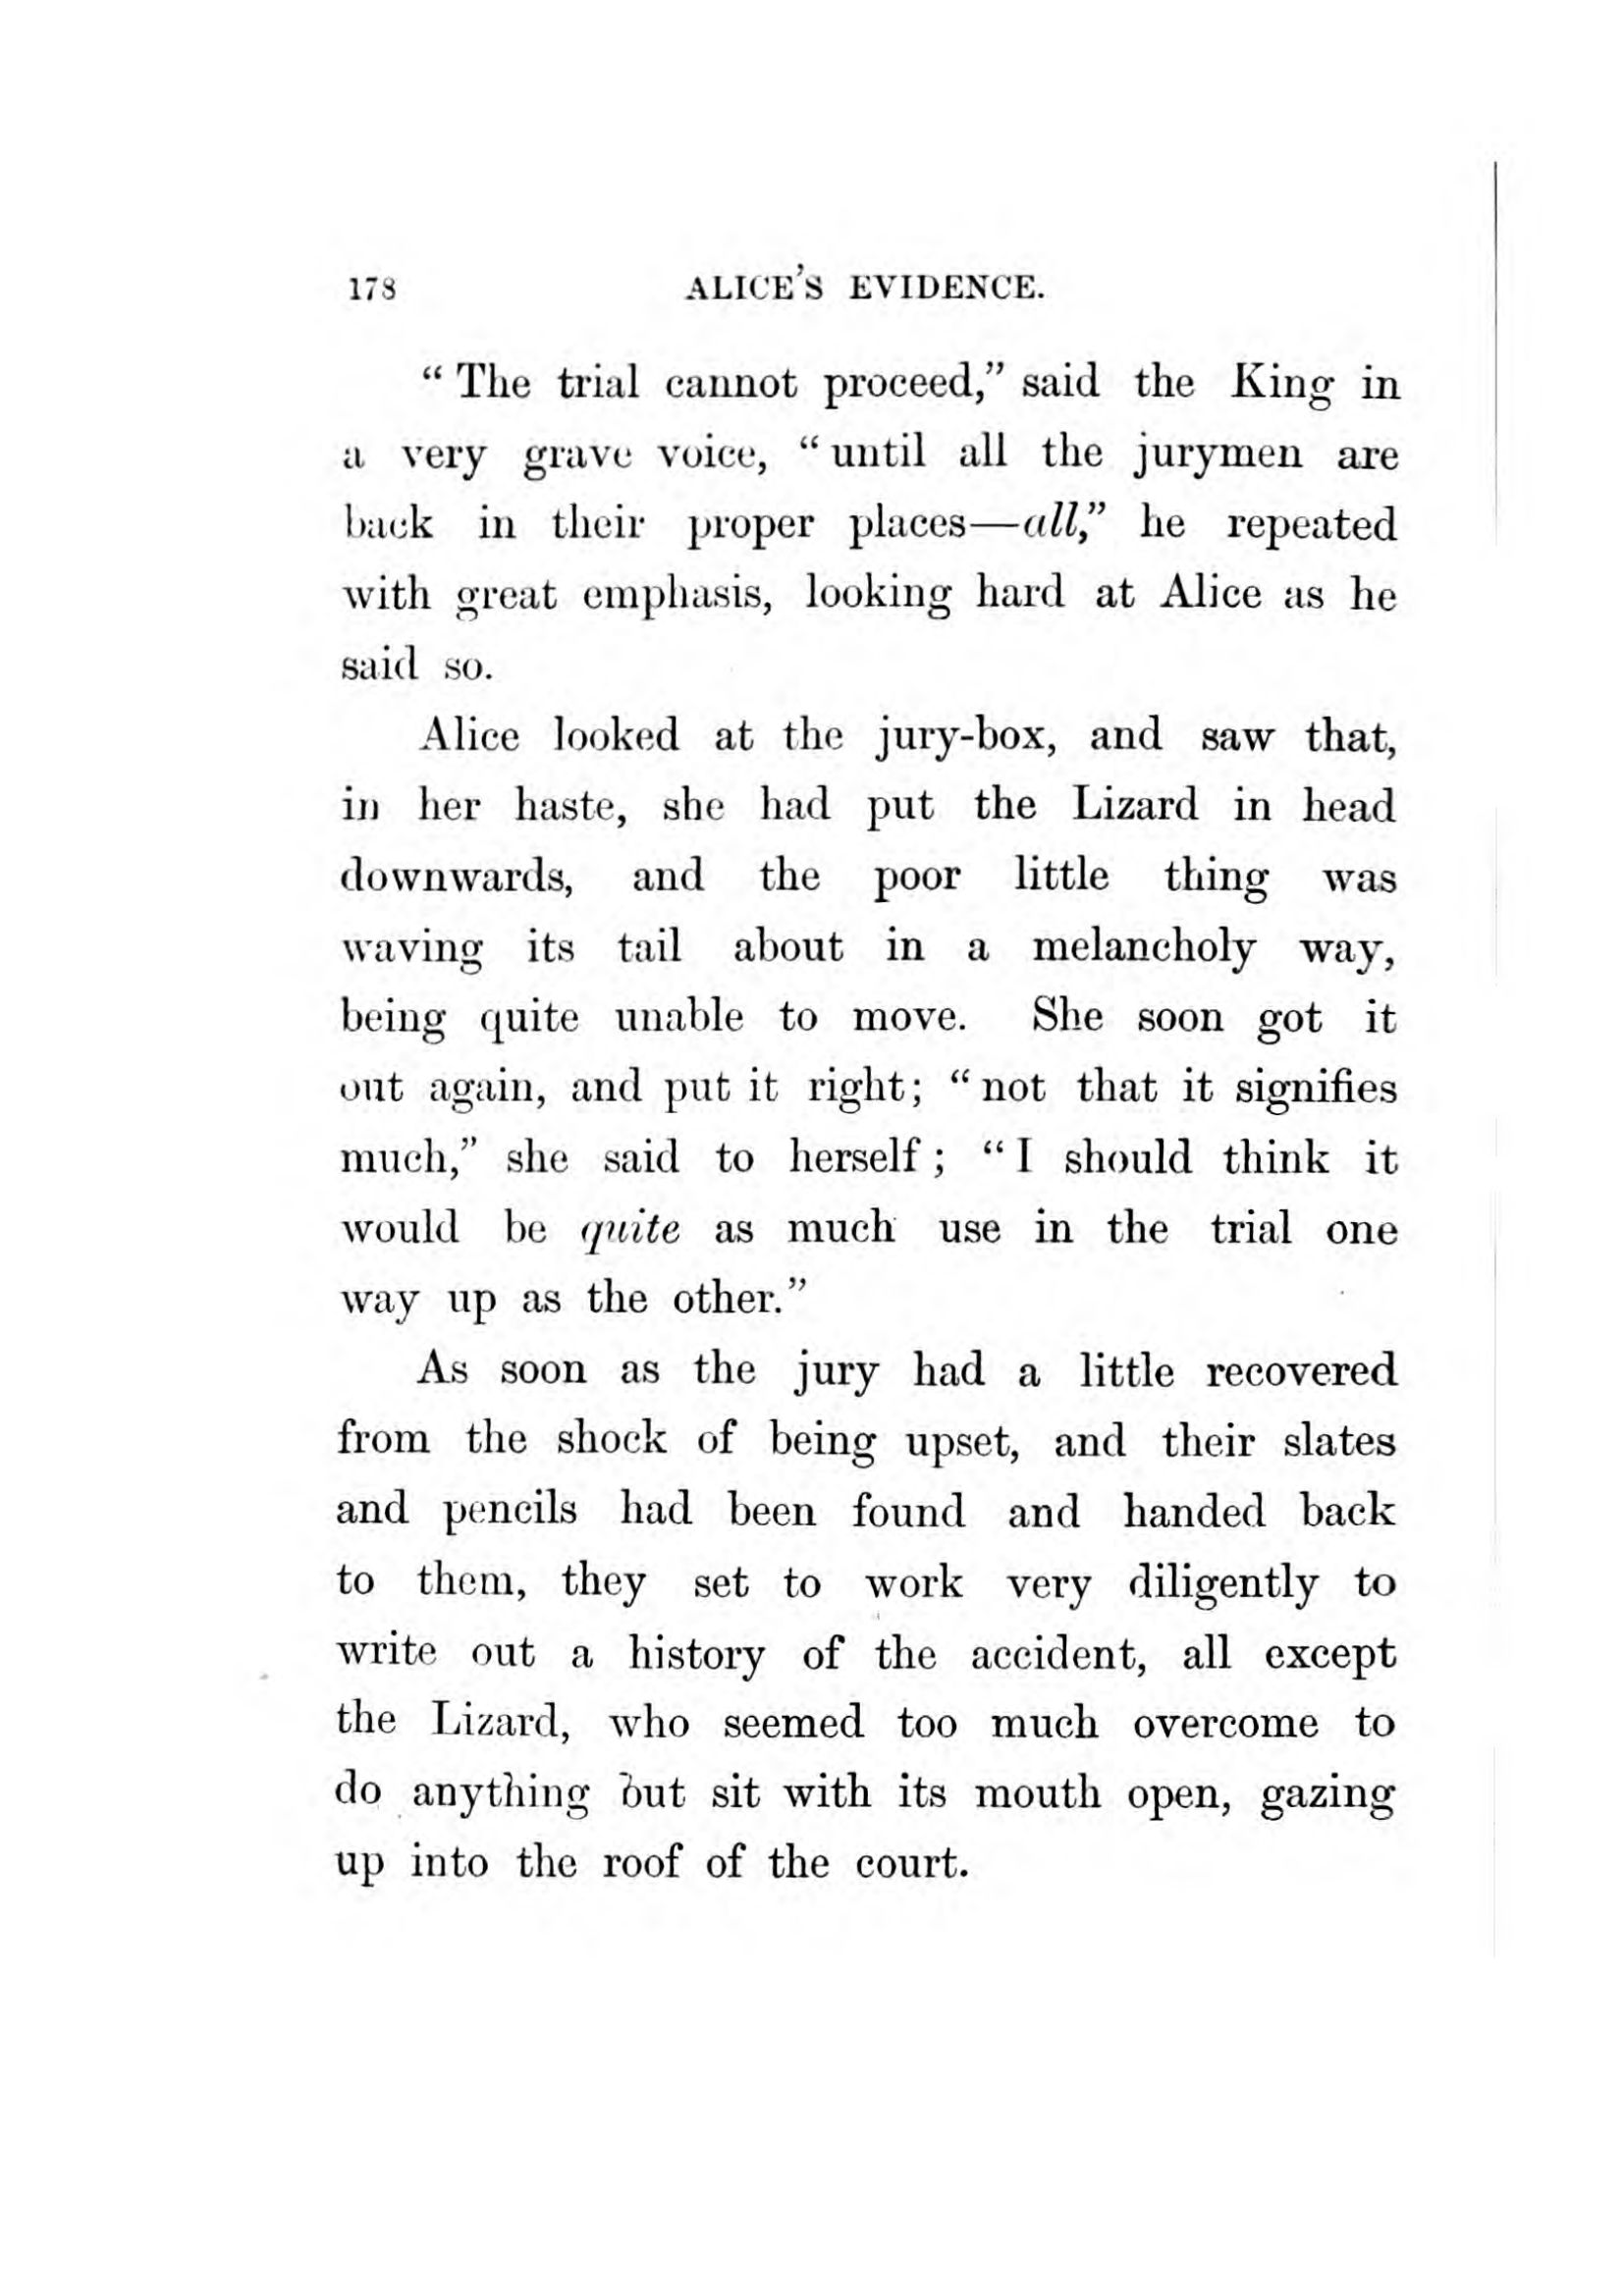 178 ALICE'S EVIDENCE.
“ The trial cannot proceed,” said the King in
a very grave voice, “ until all the jurymen are
back in their proper places—all,” he repeated
with great emphasis, looking hard at Alice as he
said so.
Alice looked at the jury-box, and saw that,
in her haste, she had put the Lizard in head
downwards, and the poor little thing was
waving its tail about in a melancholy way,
being quite unable to move. She soon got it
out again, and put it right; “ not that it signifies
much,” she said to herself ; “ I should think it
would be quite as much use in the trial one
way up as the other.”
As soon as the jury had a little recovered
from the shock of being upset, and their slates
and pencils had been found and handed back
to them, they set to work very diligently to
write out a history of the accident, all except
the Lizard, who seemed too much overcome to
do anything but sit with its mouth open, gazing
up into the roof of the court.